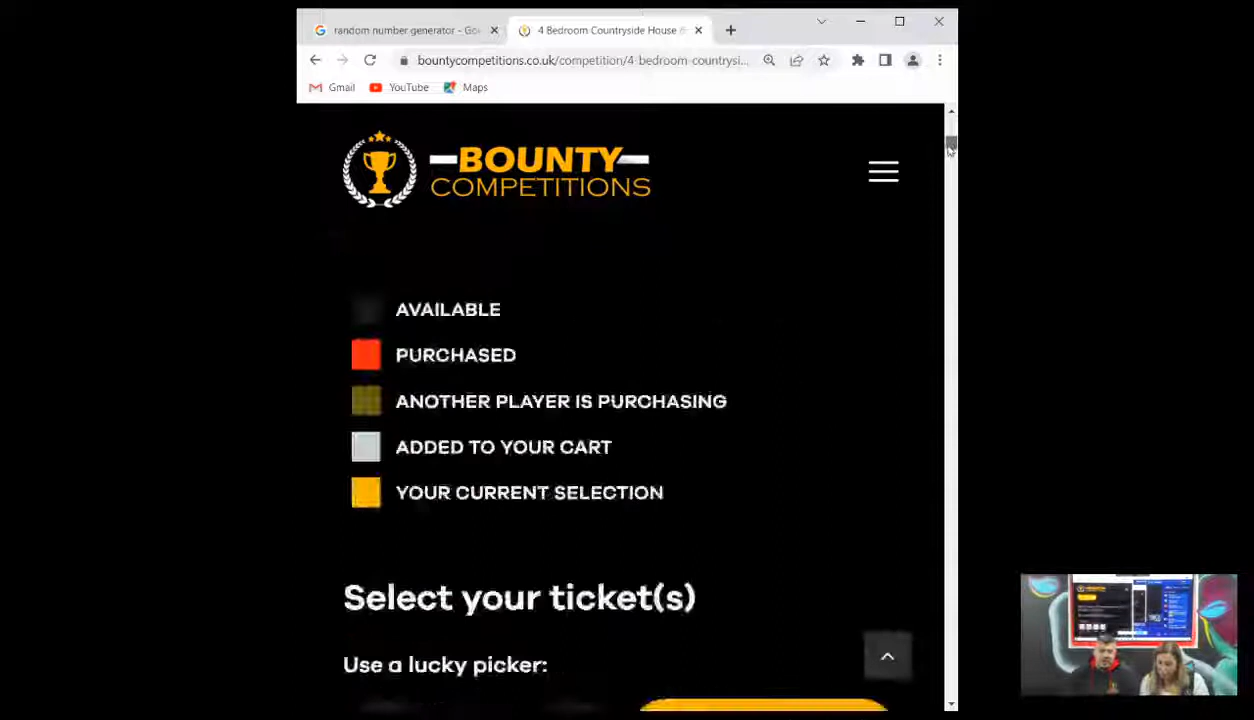 random number generator - Go
4 Bedroom Countryside House &
bountycompetitions.co.uk/competition/4-bedroom-countrysi...
Gmail
YouTube
Maps
BOUNTY
COMPETITIONS
AVAILABLE
PURCHASED
ANOTHER PLAYER IS PURCHASING
ADDED TO YOUR CART
YOUR CURRENT SELECTION
Select your ticket(s)
Use a lucky picker: